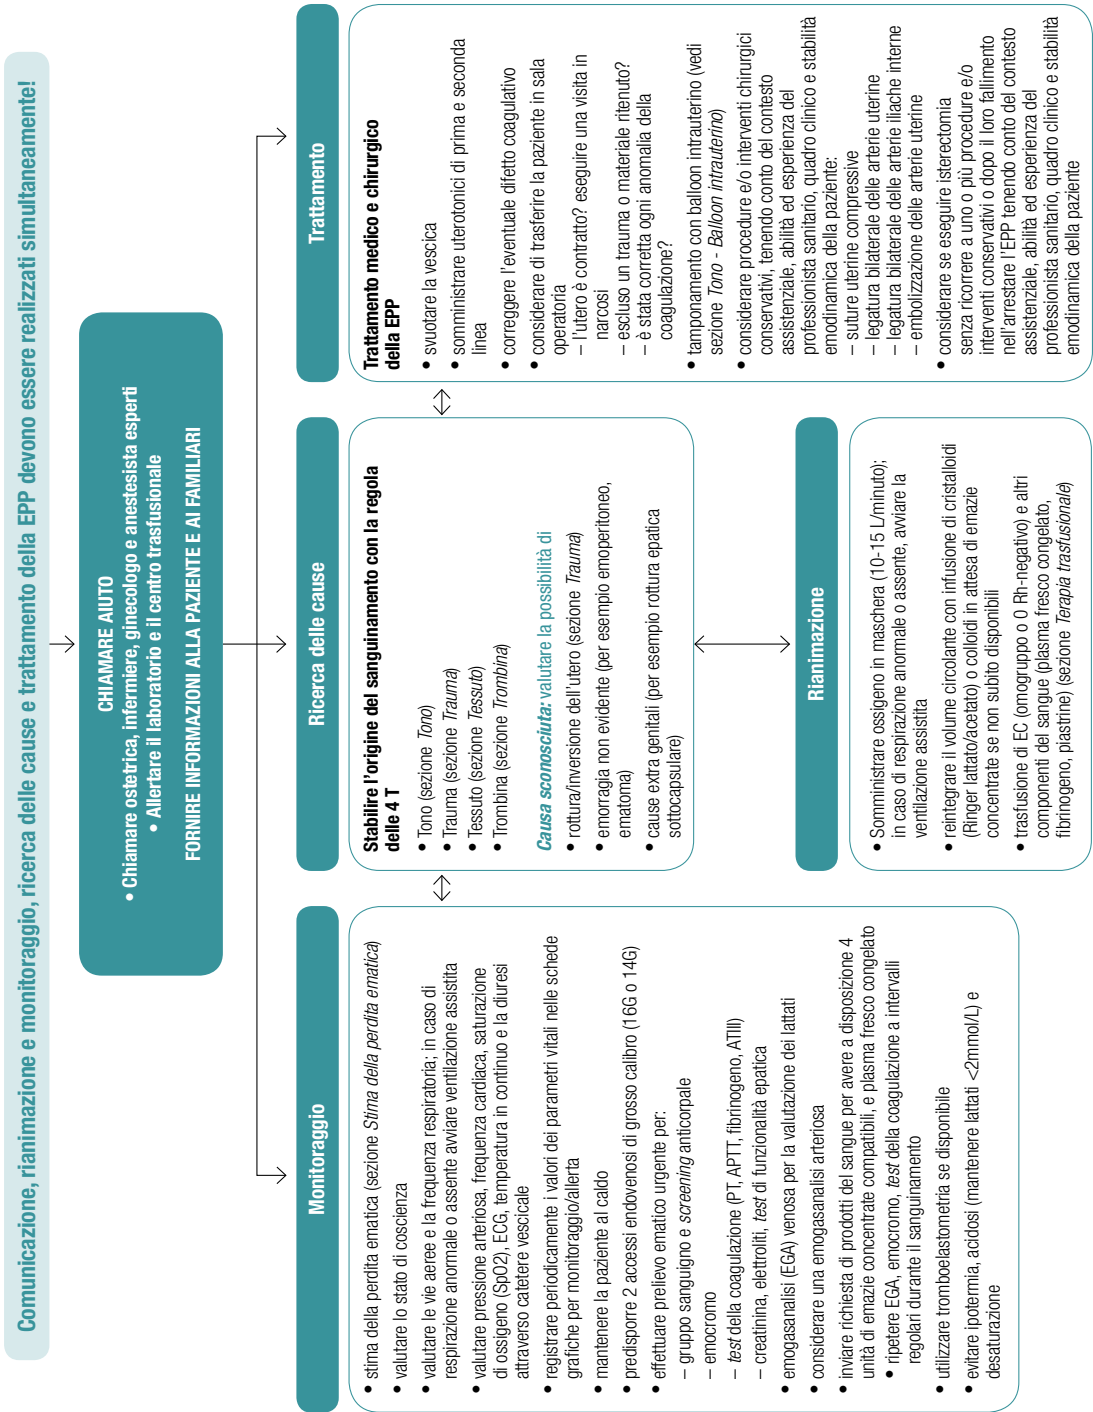 Comunicazione, rianimazione e monitoraggio, ricerca delle cause e trattamento della EPP devono essere realizzati simultaneamente!
CHIAMARE AIUTO
• Chiamare ostetrica, infermiere, ginecologo e anestesista esperti
• Allertare il laboratorio e il centro trasfusionale
FORNIRE INFORMAZIONI ALLA PAZIENTE E AI FAMILIARI
Monitoraggio
• stima della perdita ematica (sezione Stima della perdita ematica)
• valutare lo stato di coscienza
• valutare le vie aeree e la frequenza respiratoria; in caso di
respirazione anormale o assente avviare ventilazione assistita
• valutare pressione arteriosa, frequenza cardiaca, saturazione
di ossigeno (SpO2), ECG, temperatura in continuo e la diuresi
attraverso catetere vescicale
• registrare periodicamente i valori dei parametri vitali nelle schede
grafiche per monitoraggio/allerta
• mantenere la paziente al caldo
• predisporre 2 accessi endovenosi di grosso calibro (16G o 14G)
• effettuare prelievo ematico urgente per:
– gruppo sanguigno e screening anticorpale
– emocromo
– test della coagulazione (PT, APTT, fibrinogeno, ATIII)
– creatinina, elettroliti, test di funzionalità epatica
• emogasanalisi (EGA) venosa per la valutazione dei lattati
• considerare una emogasanalisi arteriosa
• inviare richiesta di prodotti del sangue per avere a disposizione 4
unità di emazie concentrate compatibili, e plasma fresco congelato
• ripetere EGA, emocromo, test della coagulazione a intervalli
regolari durante il sanguinamento
• utilizzare tromboelastometria se disponibile
• evitare ipotermia, acidosi (mantenere lattati <2mmol/L) e
desaturazione
Ricerca delle cause
Stabilire l'origine del sanguinamento con la regola
delle 4 T
• Tono (sezione Tono)
• Trauma (sezione Trauma)
• Tessuto (sezione Tessuto)
• Trombina (sezione Trombina)
Causa sconosciuta: valutare la possibilità di
• rottura/inversione dell'utero (sezione Trauma)
• emorragia non evidente (per esempio emoperitoneo,
ematoma)
• cause extra genitali (per esempio rottura epatica
sottocapsulare)
Rianimazione
• Somministrare ossigeno in maschera (10-15 L/minuto);
in caso di respirazione anormale o assente, avviare la
ventilazione assistita
• reintegrare il volume circolante con infusione di cristalloidi
(Ringer lattato/acetato) o colloidi in attesa di emazie
concentrate se non subito disponibili
• trasfusione di EC (omogruppo o 0 Rh-negativo) e altri
componenti del sangue (plasma fresco congelato,
fibrinogeno, piastrine) (sezione Terapia trasfusionale)
Trattamento
Trattamento medico e chirurgico
della EPP
• svuotare la vescica
• somministrare uterotonici di prima e seconda
linea
• correggere l'eventuale difetto coagulativo
• considerare di trasferire la paziente in sala
operatoria
– l'utero è contratto? eseguire una visita in
narcosi
– escluso un trauma o materiale ritenuto?
– è stata corretta ogni anomalia della
coagulazione?
• tamponamento con balloon intrauterino (vedi
sezione Tono - Balloon intrauterino)
• considerare procedure e/o interventi chirurgici
conservativi, tenendo conto del contesto
assistenziale, abilità ed esperienza del
professionista sanitario, quadro clinico e stabilità
emodinamica della paziente:
– suture uterine compressive
– legatura bilaterale delle arterie uterine
– legatura bilaterale delle arterie iliache interne
– embolizzazione delle arterie uterine
• considerare se eseguire isterectomia
senza ricorrere a uno o più procedure e/o
interventi conservativi o dopo il loro fallimento
nell'arrestare l'EPP tenendo conto del contesto
assistenziale, abilità ed esperienza del
professionista sanitario, quadro clinico e stabilità
emodinamica della paziente